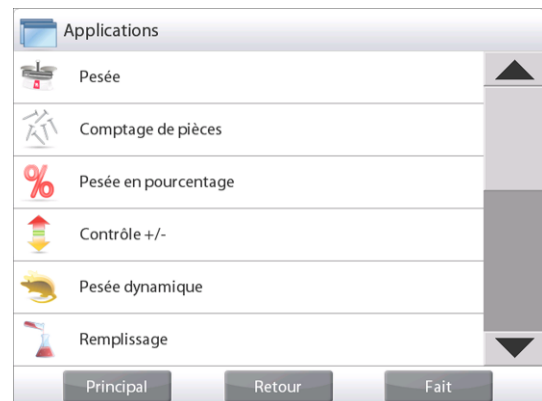 Applications
Pesée
Comptage de pièces
% Pesée en pourcentage
Contrôle +/-
Pesée dynamique
Remplissage
Principal Retour Fait